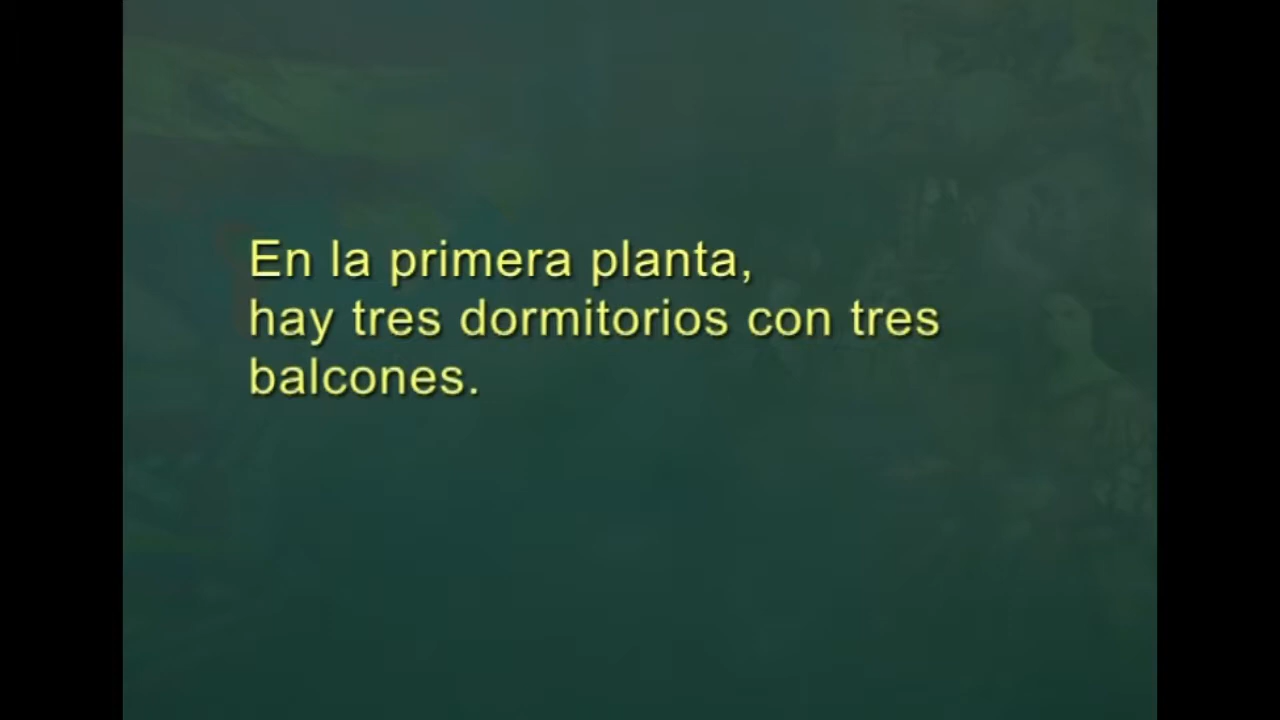 En la primera planta,
hay tres dormitorios con tres
balcones.